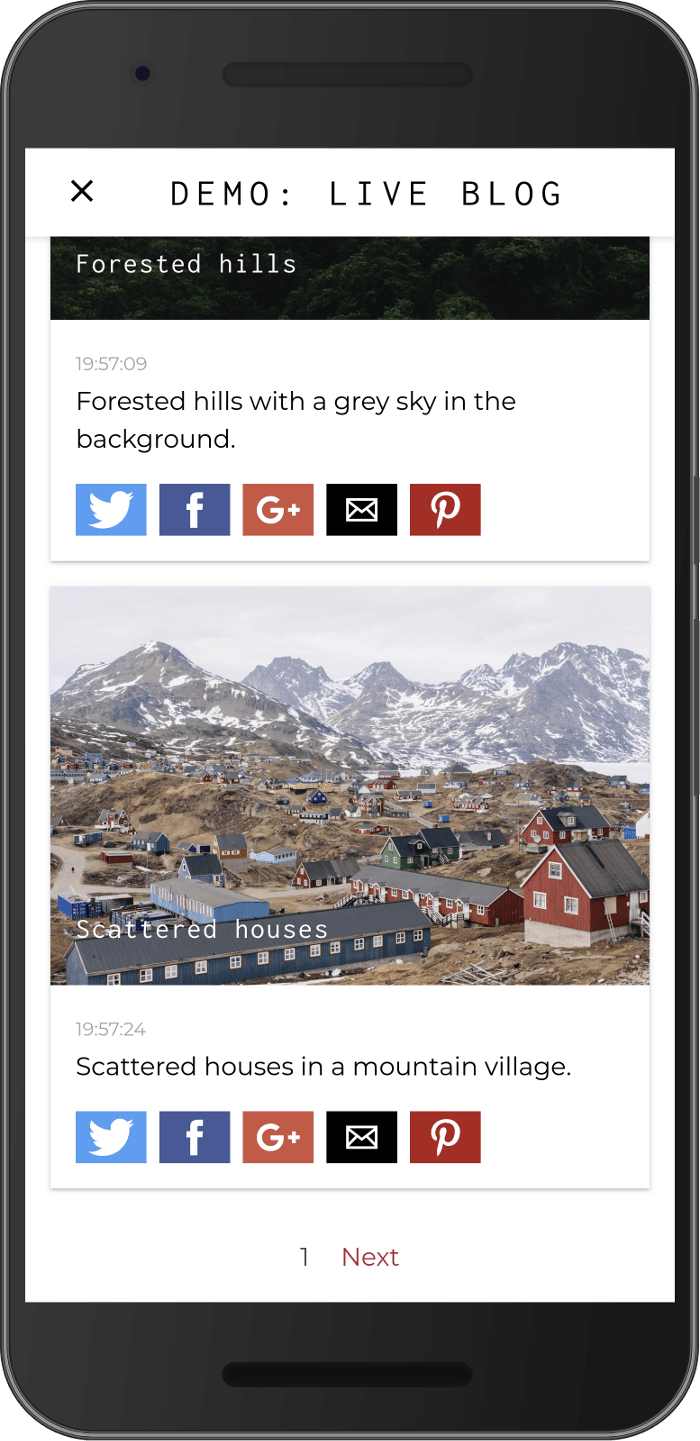 DEMO: LIVE BLOG
Forested hills
19:57:09
Forested hills with a grey sky in the
background.
f G+
Scattered houses
19:57:24
Scattered houses in a mountain village.
f G+
1 Next